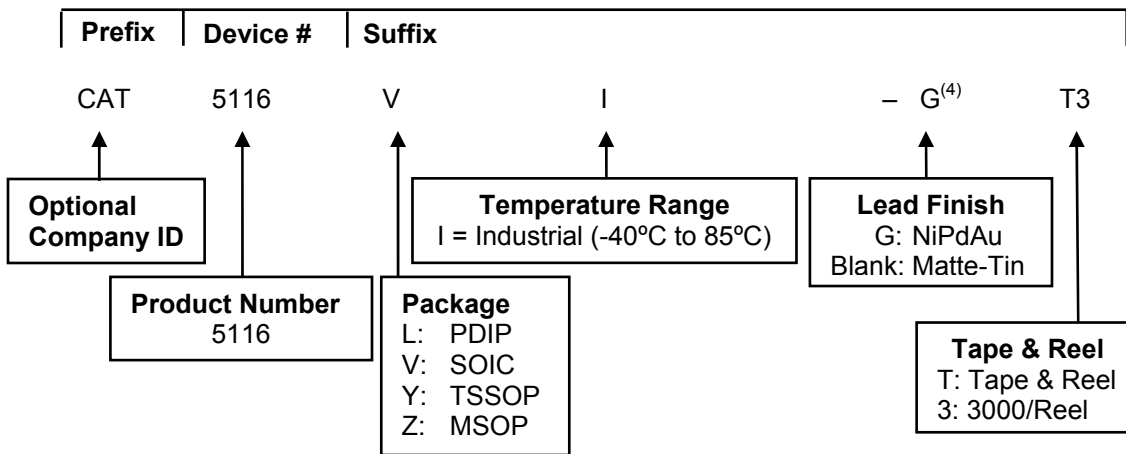 Prefix Device # Suffix
CAT 5116 V I – G(4) T3
Optional
Company ID
Product Number
5116
Package
L: PDIP
V: SOIC
Y: TSSOP
Z: MSOP
Temperature Range
I = Industrial (-40ºC to 85ºC)
Lead Finish
G: NiPdAu
Blank: Matte-Tin
Tape & Reel
T: Tape & Reel
3: 3000/Reel